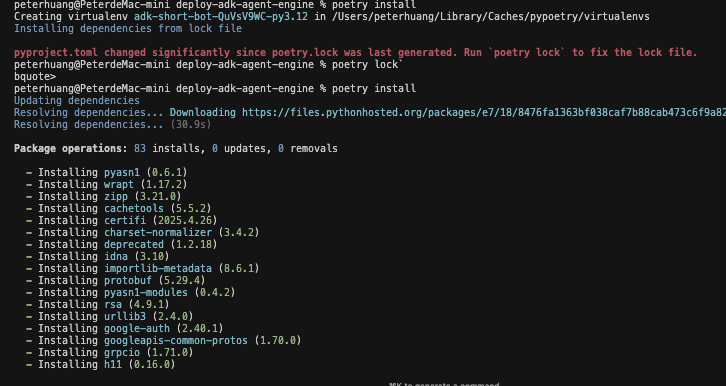 peterhuang@PeterdeMac-mini deploy-adk-agent-engine % poetry install
Creating virtualenv adk-short-bot-QuVsV9WC-py3.12 in /Users/peterhuang/Library/Caches/pypoetry/virtualenvs
Installing dependencies from lock file

pyproject.toml changed significantly since poetry.lock was last generated. Run `poetry lock` to fix the lock file.
peterhuang@PeterdeMac-mini deploy-adk-agent-engine % poetry lock`
bquote>
peterhuang@PeterdeMac-mini deploy-adk-agent-engine % poetry install
Updating dependencies
Resolving dependencies... Downloading https://files.pythonhosted.org/packages/e7/18/8476fa1363bf038caf7b88cab473c6f9a82
Resolving dependencies... (30.9s)

Package operations: 83 installs, 0 updates, 0 removals

– Installing pyasn1 (0.6.1)
– Installing wrapt (1.17.2)
– Installing zipp (3.21.0)
– Installing cachetools (5.5.2)
– Installing certifi (2025.4.26)
– Installing charset-normalizer (3.4.2)
– Installing deprecated (1.2.18)
– Installing idna (3.10)
– Installing importlib-metadata (8.6.1)
– Installing protobuf (5.29.4)
– Installing pyasn1-modules (0.4.2)
– Installing rsa (4.9.1)
– Installing urllib3 (2.4.0)
– Installing google-auth (2.40.1)
– Installing googleapis-common-protos (1.70.0)
– Installing grpcio (1.71.0)
– Installing h11 (0.16.0)
⌘K to generate a command